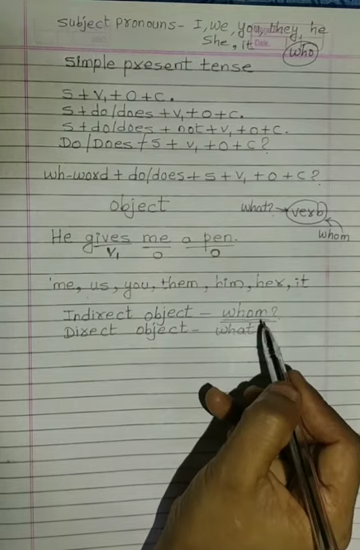 Subject pronouns- I, we, you, they, he
She, it
who
Simple present tense
S + V₁ + O + C.
S + do/does + V₁ + O + C.
S + do/does + not + V₁ + O + C.
Do/Does + S + V₁ + O + C?
wh-word + do/does + S + V₁ + O + C?
Object
what? → verb
whom
He gives me a pen.
V₁ O O
me, us, you, them, him, her, it
Indirect object - whom?
Direct object - what